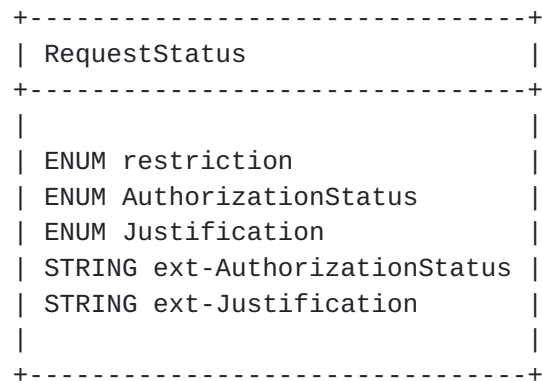 +--------------------------------+
| RequestStatus                  |
+--------------------------------+
|                                |
| ENUM restriction               |
| ENUM AuthorizationStatus       |
| ENUM Justification             |
| STRING ext-AuthorizationStatus |
| STRING ext-Justification       |
|                                |
+--------------------------------+